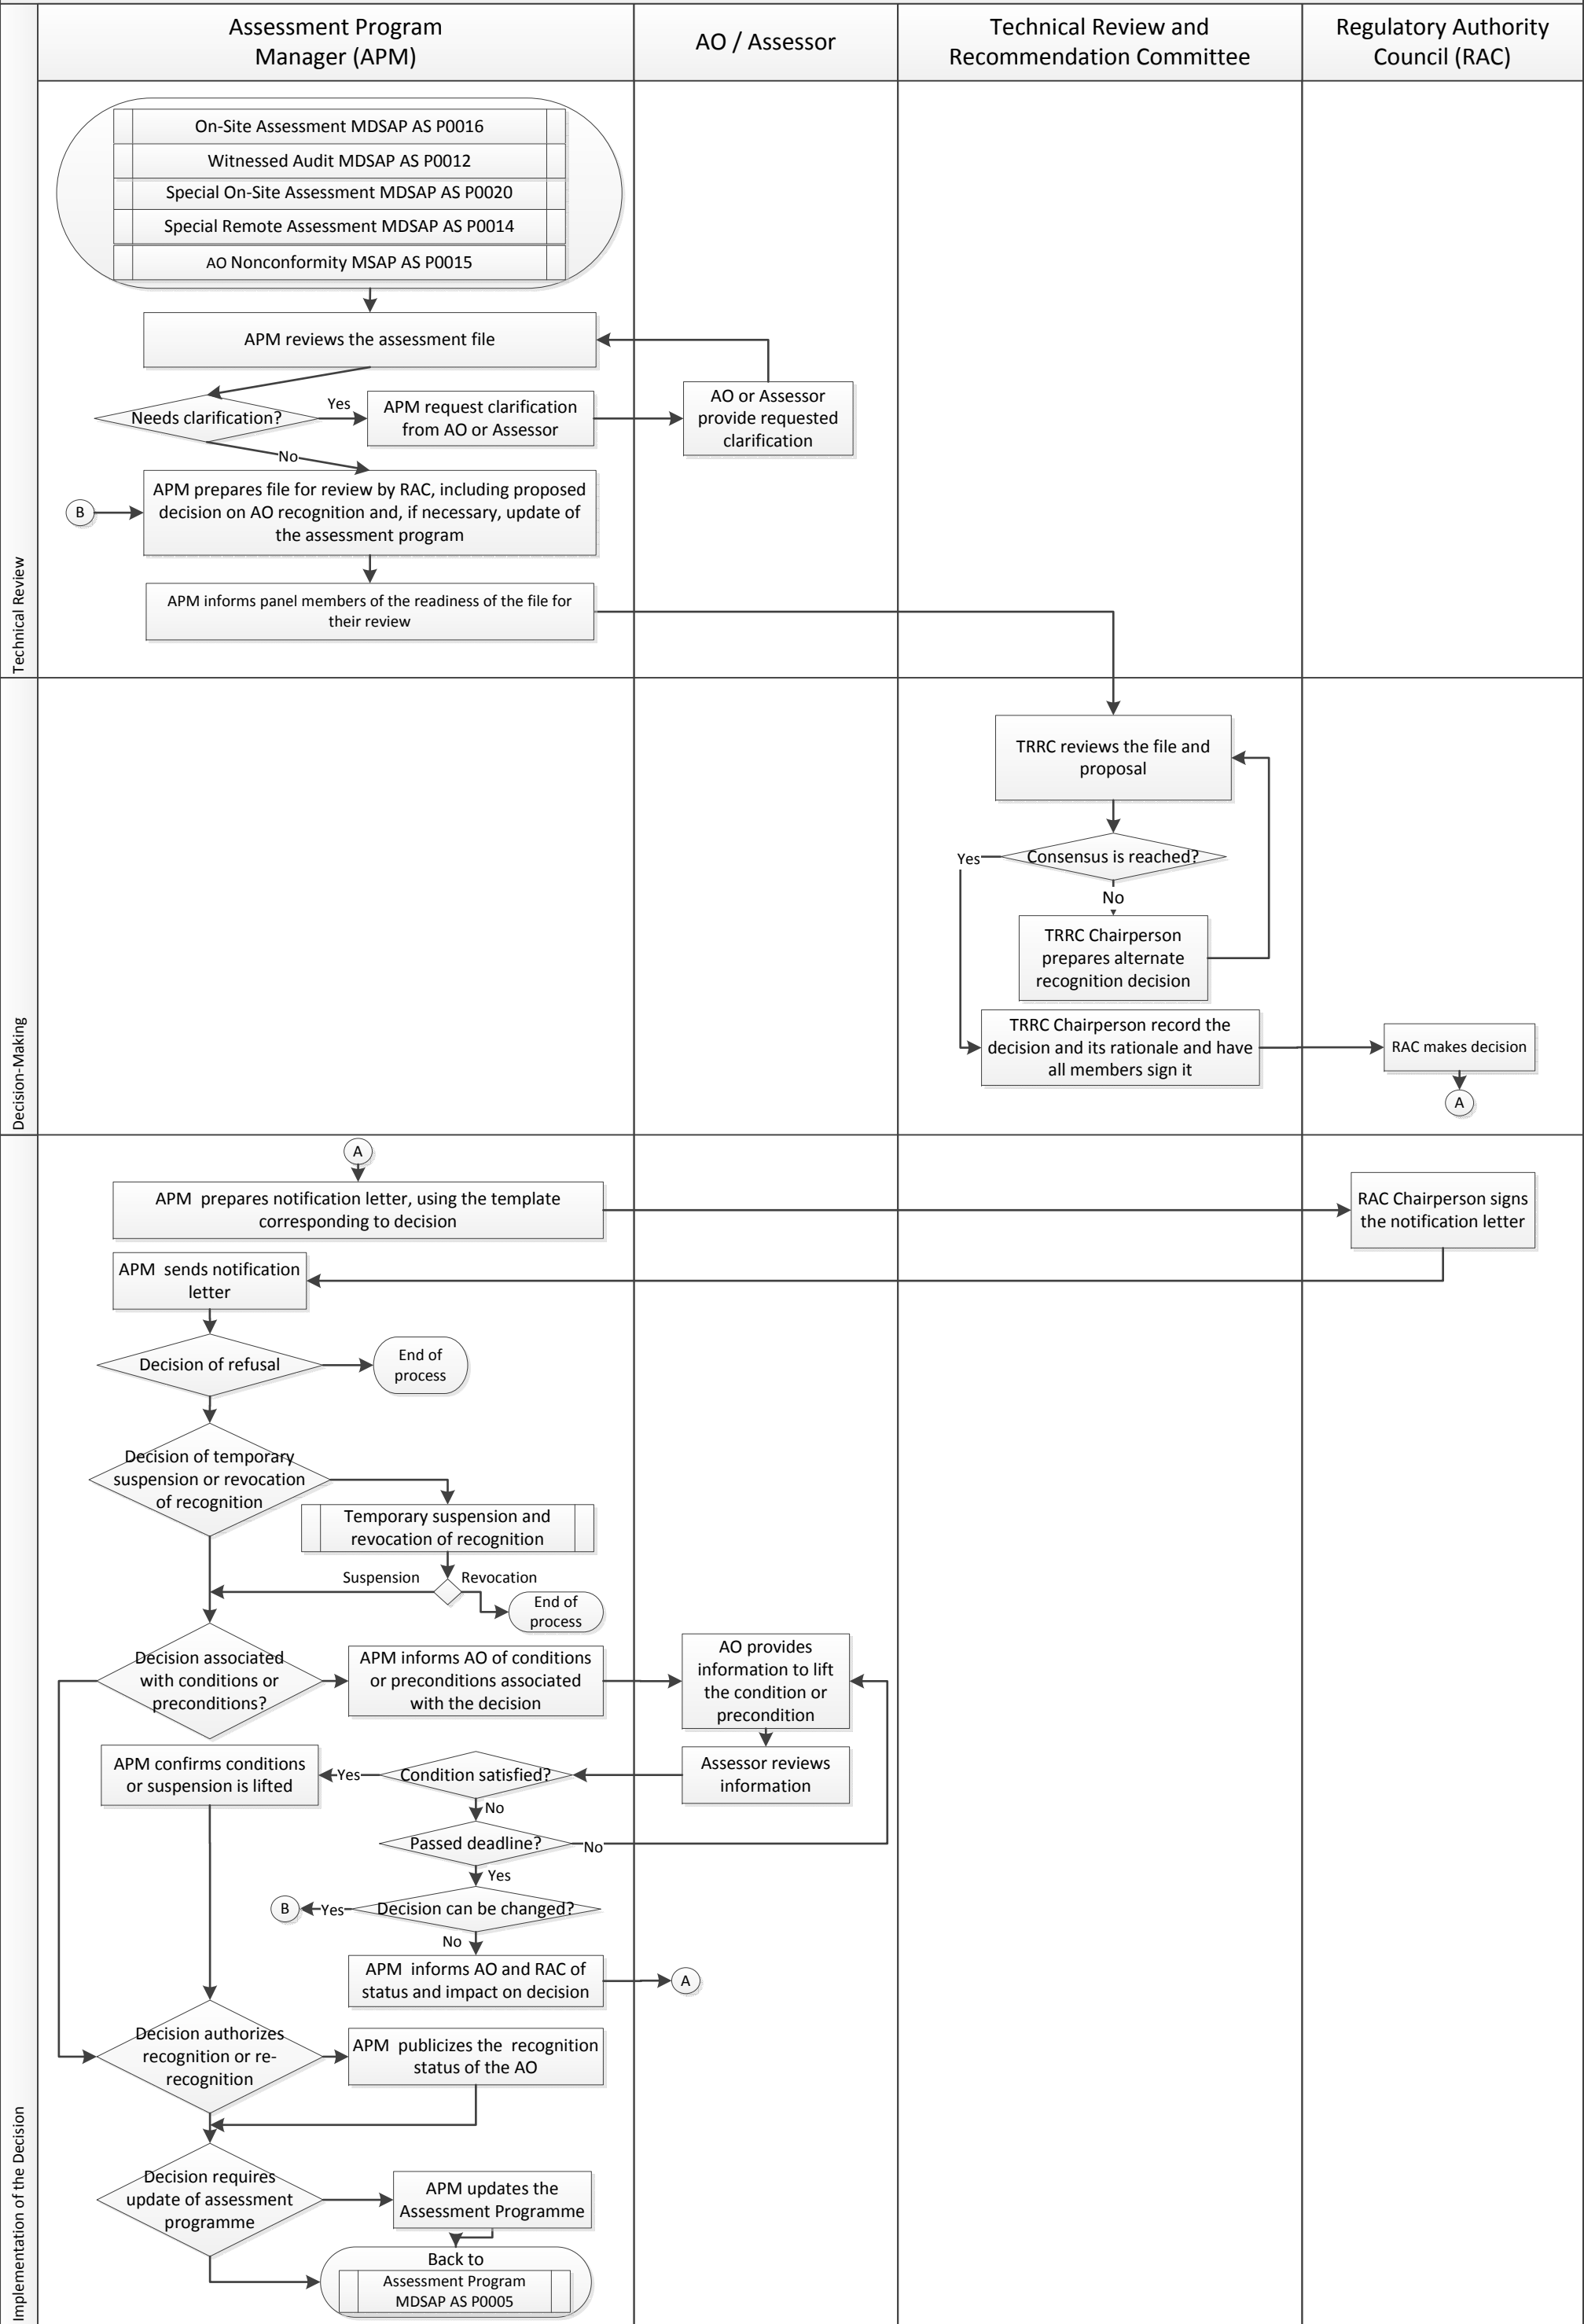 Assessment Program
Manager (APM)
AO / Assessor
Technical Review and
Recommendation Committee
Regulatory Authority
Council (RAC)
Technical Review
On-Site Assessment MDSAP AS P0016
Witnessed Audit MDSAP AS P0012
Special On-Site Assessment MDSAP AS P0020
Special Remote Assessment MDSAP AS P0014
AO Nonconformity MSAP AS P0015
APM reviews the assessment file
Needs clarification?
Yes
APM request clarification
from AO or Assessor
AO or Assessor
provide requested
clarification
No
B
APM prepares file for review by RAC, including proposed
decision on AO recognition and, if necessary, update of
the assessment program
APM informs panel members of the readiness of the file for
their review
Decision-Making
TRRC reviews the file and
proposal
Consensus is reached?
Yes
No
TRRC Chairperson
prepares alternate
recognition decision
TRRC Chairperson record the
decision and its rationale and have
all members sign it
RAC makes decision
A
Implementation of the Decision
A
APM prepares notification letter, using the template
corresponding to decision
RAC Chairperson signs
the notification letter
APM sends notification
letter
Decision of refusal
End of
process
Decision of temporary
suspension or revocation
of recognition
Temporary suspension and
revocation of recognition
Suspension
Revocation
End of
process
Decision associated
with conditions or
preconditions?
APM informs AO of conditions
or preconditions associated
with the decision
AO provides
information to lift
the condition or
precondition
Assessor reviews
information
Condition satisfied?
Yes
APM confirms conditions
or suspension is lifted
No
Passed deadline?
No
Yes
Decision can be changed?
Yes
B
No
APM informs AO and RAC of
status and impact on decision
A
Decision authorizes
recognition or re-
recognition
APM publicizes the recognition
status of the AO
Decision requires
update of assessment
programme
APM updates the
Assessment Programme
Back to
Assessment Program
MDSAP AS P0005